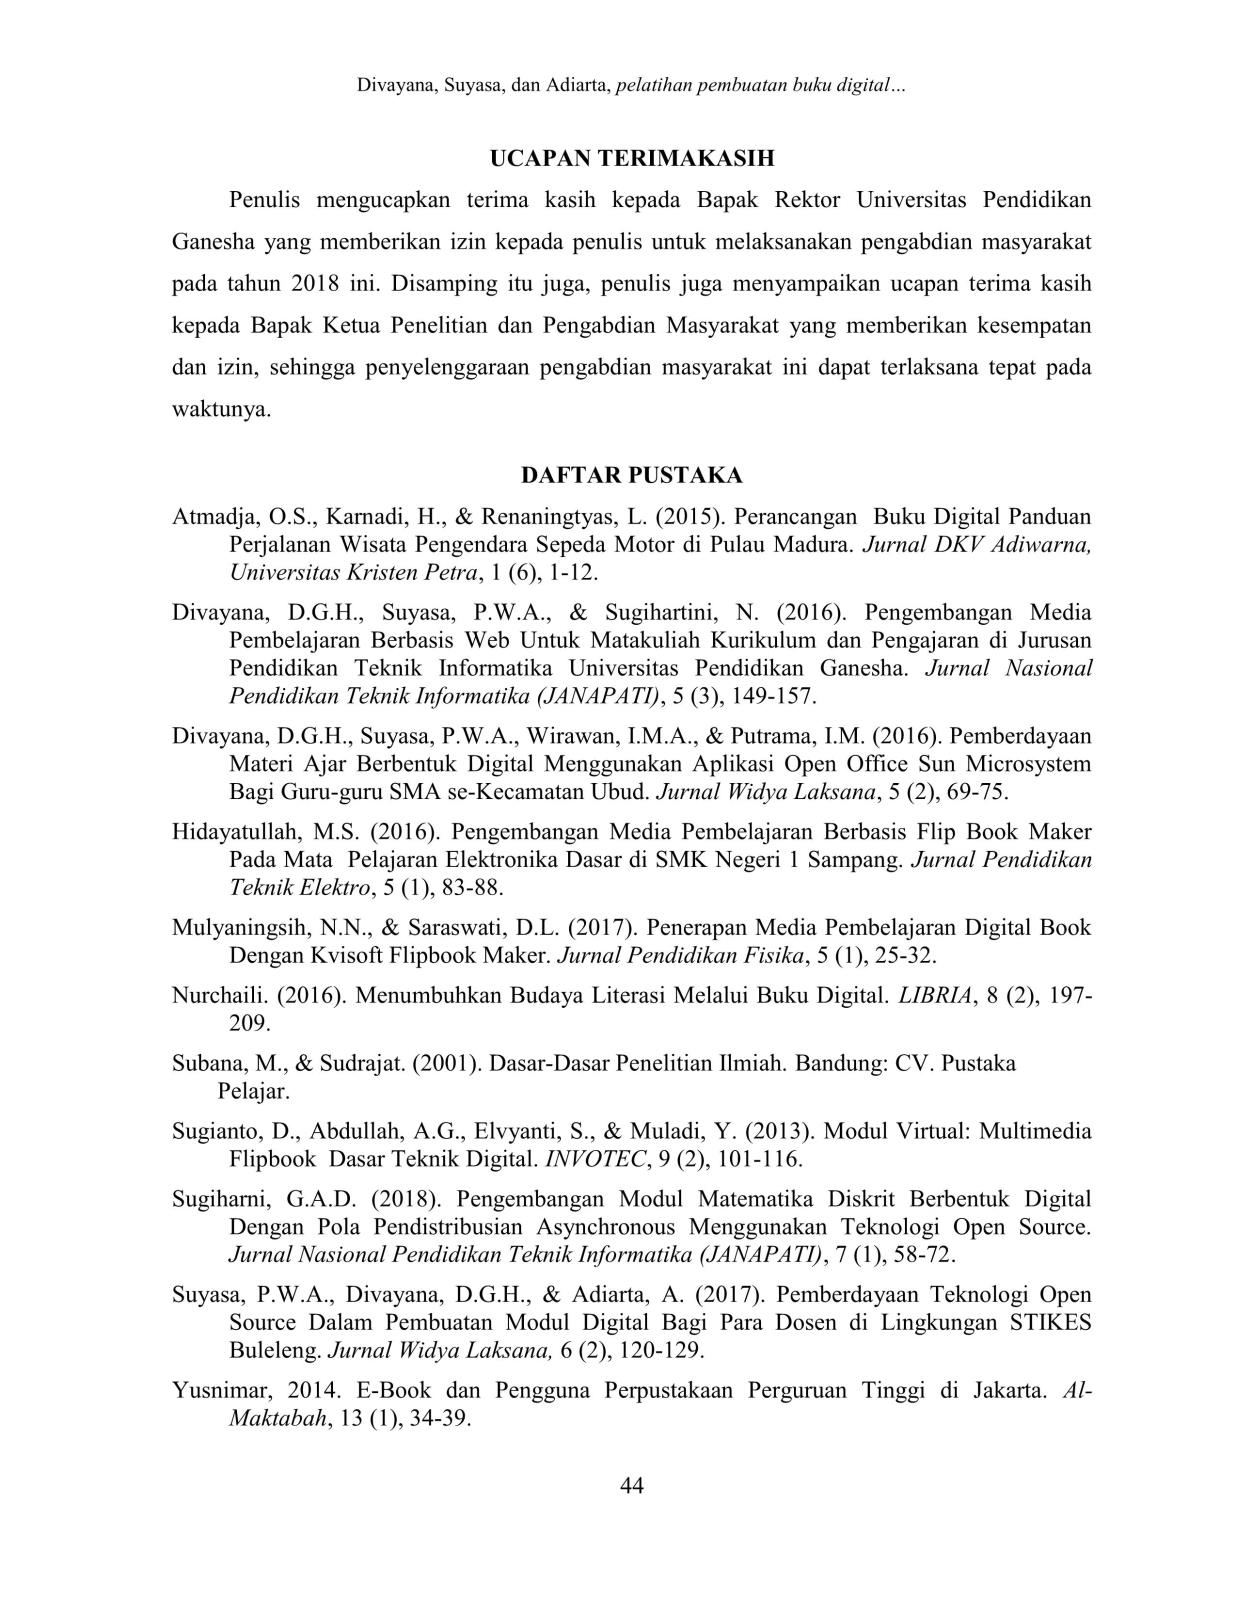 Divayana, Suyasa, dan Adiarta, pelatihan pembuatan buku digital…
UCAPAN TERIMAKASIH
Penulis mengucapkan terima kasih kepada Bapak Rektor Universitas Pendidikan
Ganesha yang memberikan izin kepada penulis untuk melaksanakan pengabdian masyarakat
pada tahun 2018 ini. Disamping itu juga, penulis juga menyampaikan ucapan terima kasih
kepada Bapak Ketua Penelitian dan Pengabdian Masyarakat yang memberikan kesempatan
dan izin, sehingga penyelenggaraan pengabdian masyarakat ini dapat terlaksana tepat pada
waktunya.
DAFTAR PUSTAKA
Atmadja, O.S., Karnadi, H., & Renaningtyas, L. (2015). Perancangan Buku Digital Panduan
Perjalanan Wisata Pengendara Sepeda Motor di Pulau Madura. Jurnal DKV Adiwarna,
Universitas Kristen Petra, 1 (6), 1-12.
Divayana, D.G.H., Suyasa, P.W.A., & Sugihartini, N. (2016). Pengembangan Media
Pembelajaran Berbasis Web Untuk Matakuliah Kurikulum dan Pengajaran di Jurusan
Pendidikan Teknik Informatika Universitas Pendidikan Ganesha. Jurnal Nasional
Pendidikan Teknik Informatika (JANAPATI), 5 (3), 149-157.
Divayana, D.G.H., Suyasa, P.W.A., Wirawan, I.M.A., & Putrama, I.M. (2016). Pemberdayaan
Materi Ajar Berbentuk Digital Menggunakan Aplikasi Open Office Sun Microsystem
Bagi Guru-guru SMA se-Kecamatan Ubud. Jurnal Widya Laksana, 5 (2), 69-75.
Hidayatullah, M.S. (2016). Pengembangan Media Pembelajaran Berbasis Flip Book Maker
Pada Mata Pelajaran Elektronika Dasar di SMK Negeri 1 Sampang. Jurnal Pendidikan
Teknik Elektro, 5 (1), 83-88.
Mulyaningsih, N.N., & Saraswati, D.L. (2017). Penerapan Media Pembelajaran Digital Book
Dengan Kvisoft Flipbook Maker. Jurnal Pendidikan Fisika, 5 (1), 25-32.
Nurchaili. (2016). Menumbuhkan Budaya Literasi Melalui Buku Digital. LIBRIA, 8 (2), 197-
209.
Subana, M., & Sudrajat. (2001). Dasar-Dasar Penelitian Ilmiah. Bandung: CV. Pustaka
Pelajar.
Sugianto, D., Abdullah, A.G., Elvyanti, S., & Muladi, Y. (2013). Modul Virtual: Multimedia
Flipbook Dasar Teknik Digital. INVOTEC, 9 (2), 101-116.
Sugiharni, G.A.D. (2018). Pengembangan Modul Matematika Diskrit Berbentuk Digital
Dengan Pola Pendistribusian Asynchronous Menggunakan Teknologi Open Source.
Jurnal Nasional Pendidikan Teknik Informatika (JANAPATI), 7 (1), 58-72.
Suyasa, P.W.A., Divayana, D.G.H., & Adiarta, A. (2017). Pemberdayaan Teknologi Open
Source Dalam Pembuatan Modul Digital Bagi Para Dosen di Lingkungan STIKES
Buleleng. Jurnal Widya Laksana, 6 (2), 120-129.
Yusnimar, 2014. E-Book dan Pengguna Perpustakaan Perguruan Tinggi di Jakarta. Al-
Maktabah, 13 (1), 34-39.
44